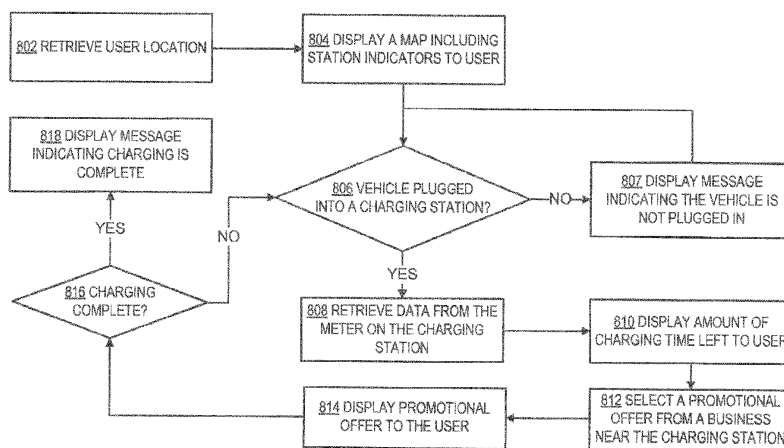 802 RETRIEVE USER LOCATION
804 DISPLAY A MAP INCLUDING
STATION INDICATORS TO USER
818 DISPLAY MESSAGE
INDICATING CHARGING IS
COMPLETE
806 VEHICLE PLUGGED
INTO A CHARGING STATION?
NO
807 DISPLAY MESSAGE
INDICATING THE VEHICLE IS
NOT PLUGGED IN
YES
NO
YES
816 CHARGING
COMPLETE?
808 RETRIEVE DATA FROM THE
METER ON THE CHARGING
STATION
810 DISPLAY AMOUNT OF
CHARGING TIME LEFT TO USER
814 DISPLAY PROMOTIONAL
OFFER TO THE USER
812 SELECT A PROMOTIONAL
OFFER FROM A BUSINESS
NEAR THE CHARGING STATION